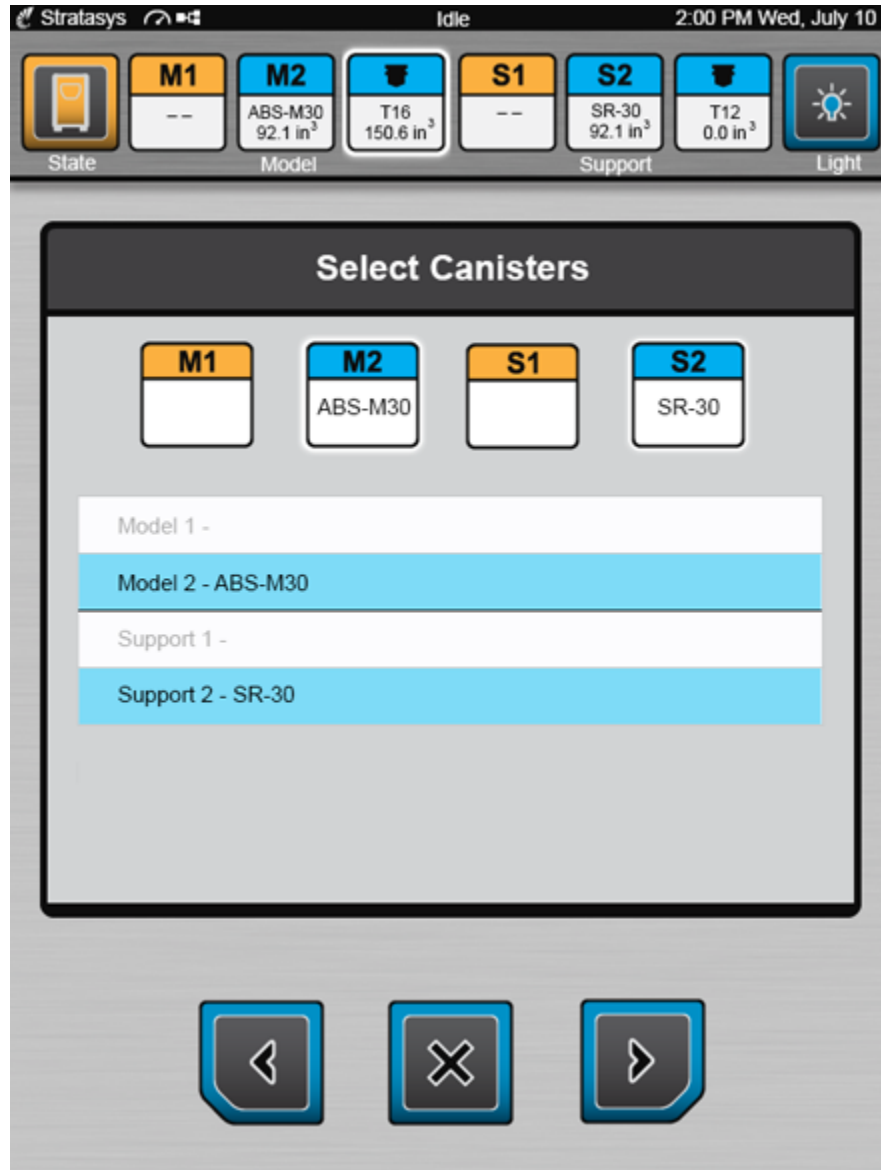 Stratasys Idle 2:00 PM Wed, July 10
M1 M2 S1 S2
-- ABS-M30 T16 -- SR-30 T12
92.1 in³ 150.6 in³ 92.1 in³ 0.0 in³
State Model Support Light
Select Canisters
M1 M2 S1 S2
ABS-M30 SR-30
Model 1 -
Model 2 - ABS-M30
Support 1 -
Support 2 - SR-30